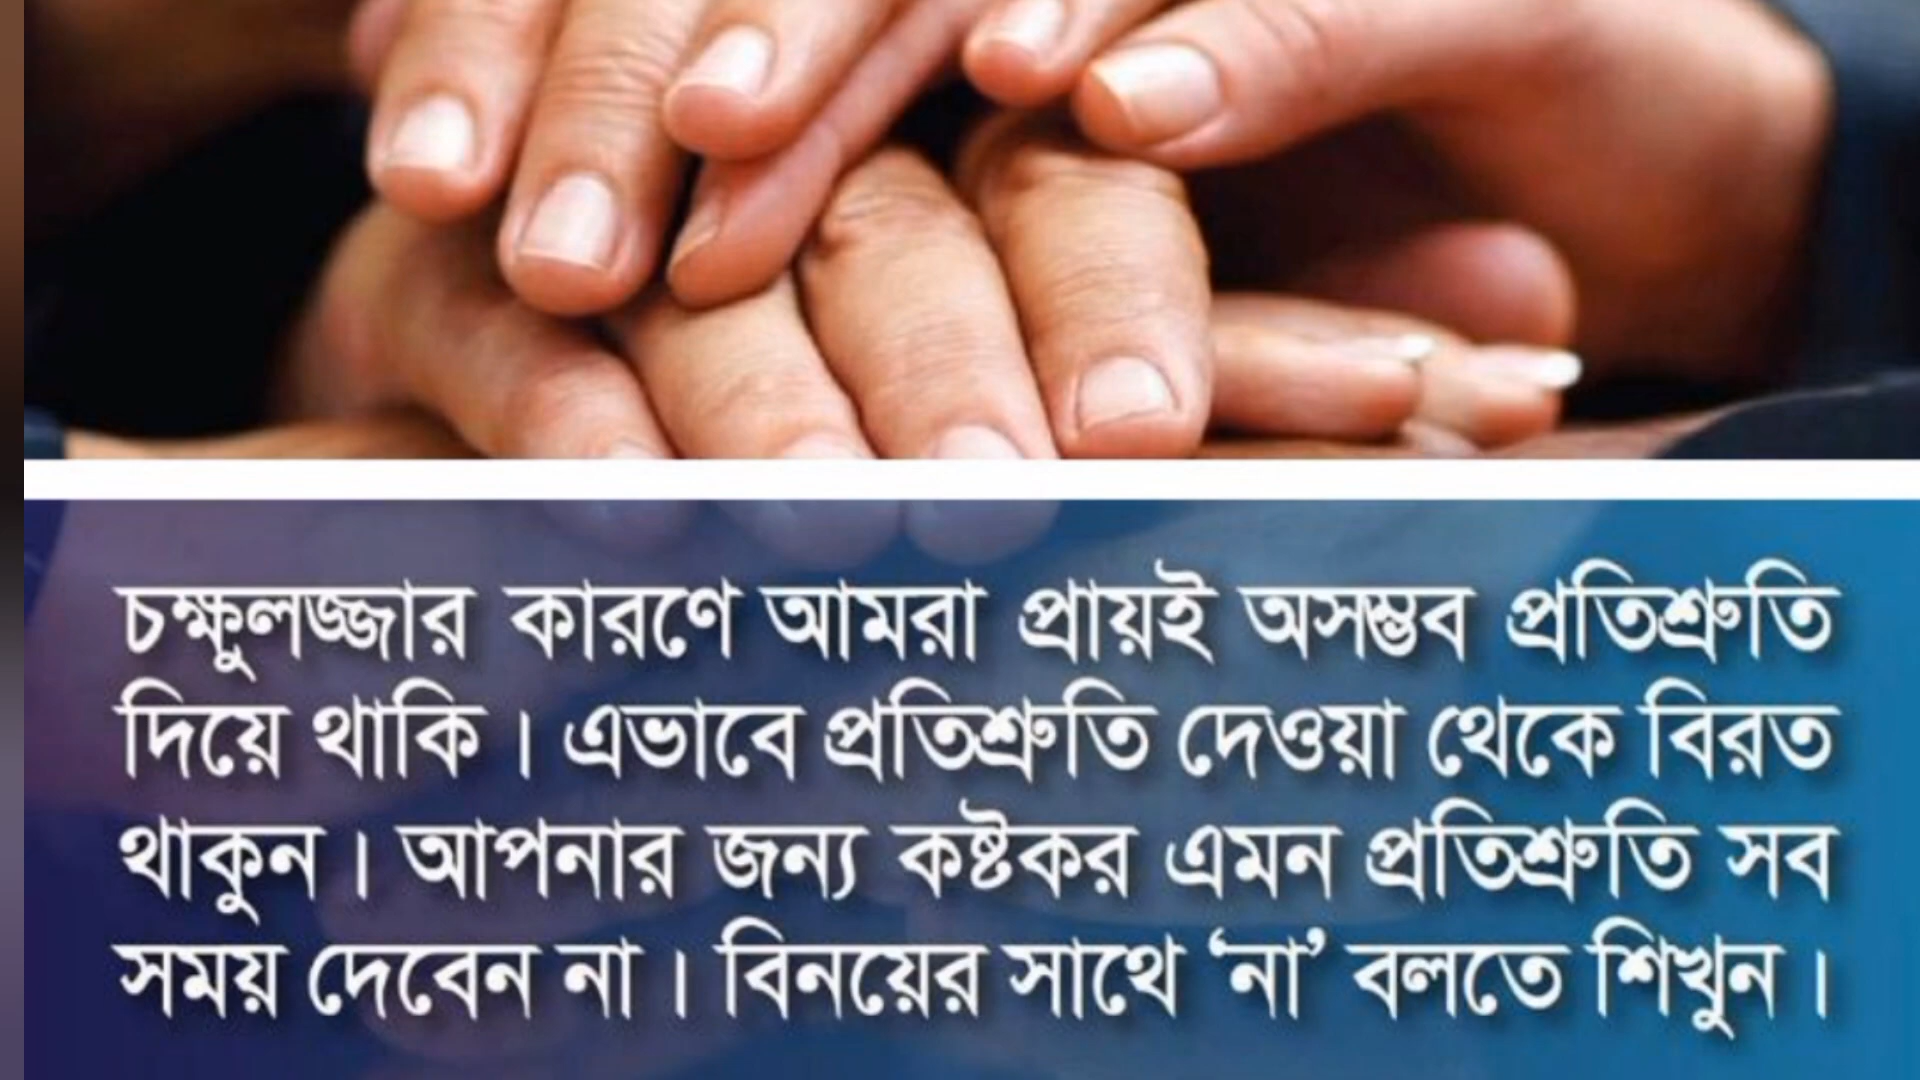 চক্ষুলজ্জার কারণে আমরা প্রায়ই অসম্ভব প্রতিশ্রুতি
দিয়ে থাকি। এভাবে প্রতিশ্রুতি দেওয়া থেকে বিরত
থাকুন। আপনার জন্য কষ্টকর এমন প্রতিশ্রুতি সব
সময় দেবেন না। বিনয়ের সাথে ‘না’ বলতে শিখুন।